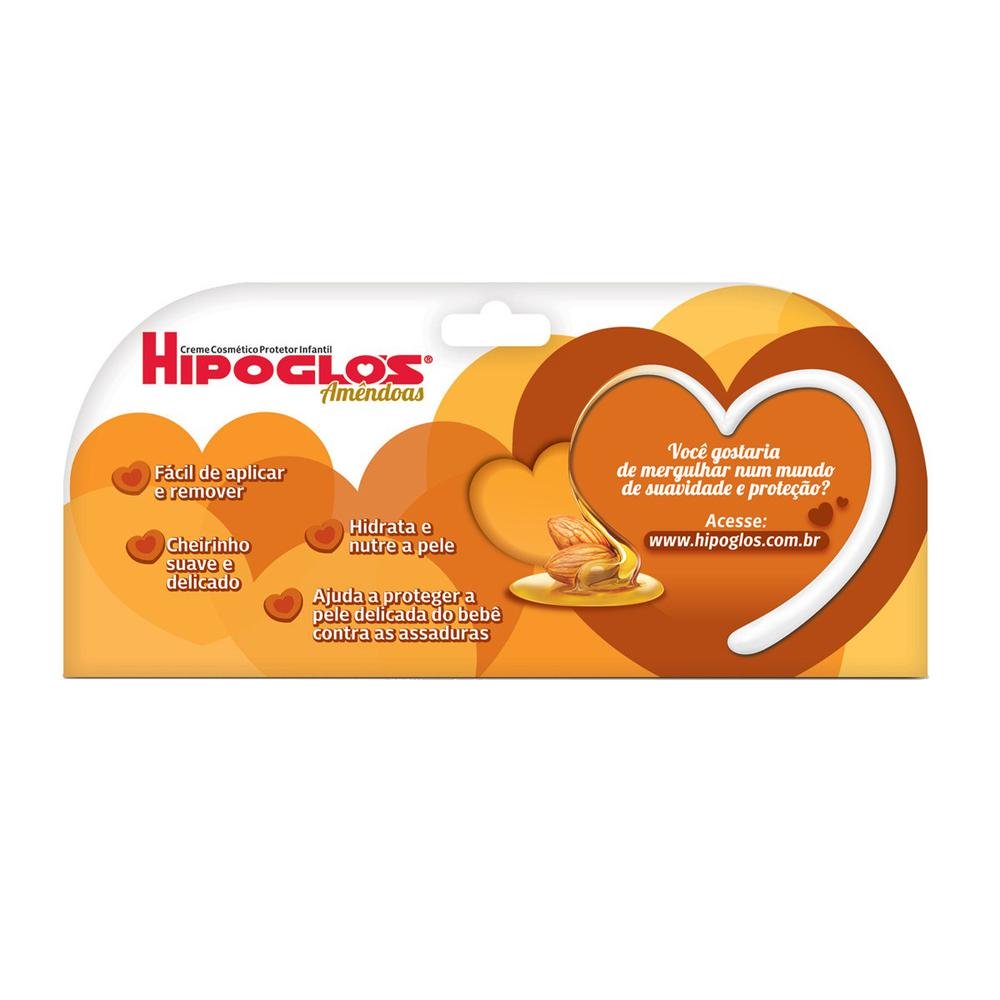 Creme Cosmético Protetor Infantil
HIPOGLÓS®
Amêndoas
Fácil de aplicar
e remover
Cheirinho
suave e
delicado
Hidrata e
nutre a pele
Ajuda a proteger a
pele delicada do bebê
contra as assaduras
Você gostaria
de mergulhar num mundo
de suavidade e proteção?
Acesse:
www.hipoglos.com.br